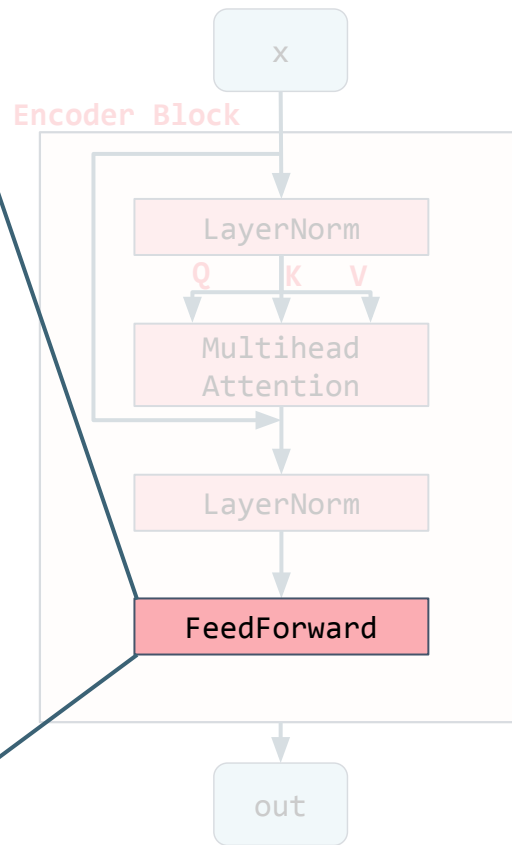 x
Encoder Block
LayerNorm
Q K V
Multihead
Attention
LayerNorm
FeedForward
out